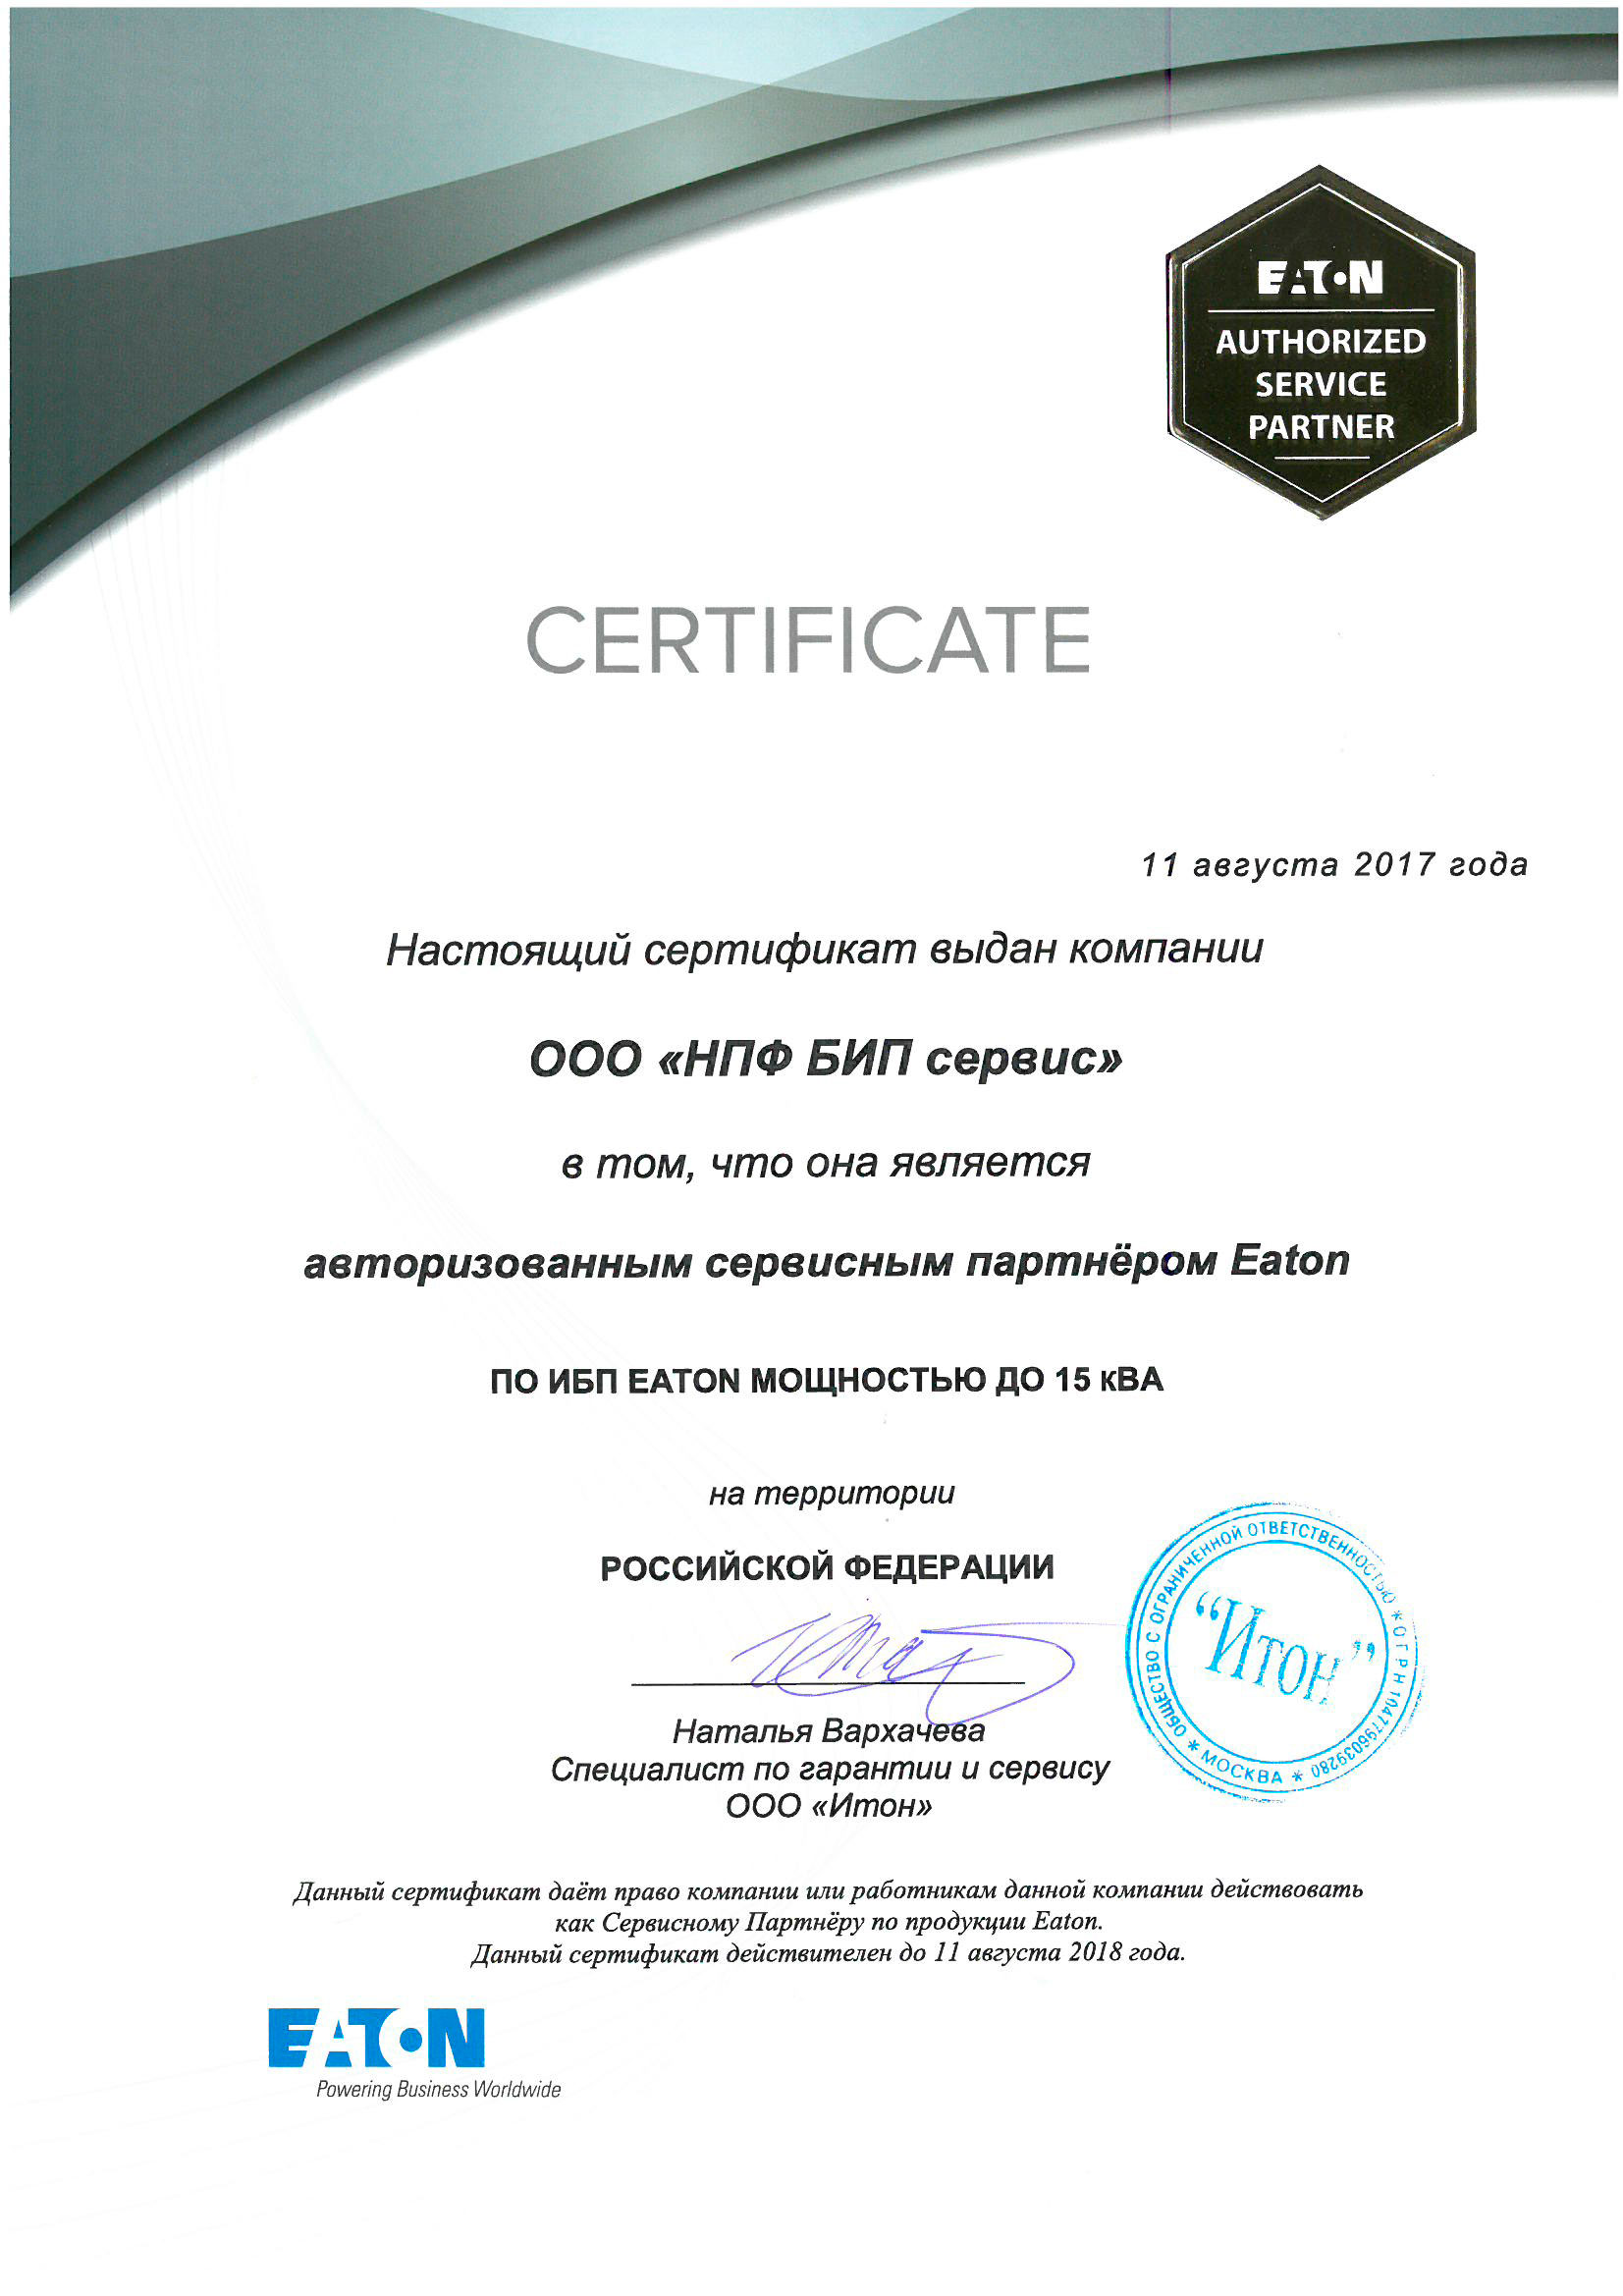 EATON
AUTHORIZED
SERVICE
PARTNER
CERTIFICATE
11 августа 2017 года
Настоящий сертификат выдан компании
ООО «НПФ БИП сервис»
в том, что она является
авторизованным сервисным партнёром Eaton
ПО ИБП EATON МОЩНОСТЬЮ ДО 15 кВА
на территории
РОССИЙСКОЙ ФЕДЕРАЦИИ
ОБЩЕСТВО С ОГРАНИЧЕННОЙ ОТВЕТСТВЕННОСТЬЮ * ОГРН 1047796039280 * МОСКВА *
“Итон”
Наталья Вархачева
Специалист по гарантии и сервису
ООО «Итон»
Данный сертификат даёт право компании или работникам данной компании действовать
как Сервисному Партнёру по продукции Eaton.
Данный сертификат действителен до 11 августа 2018 года.
EATON
Powering Business Worldwide